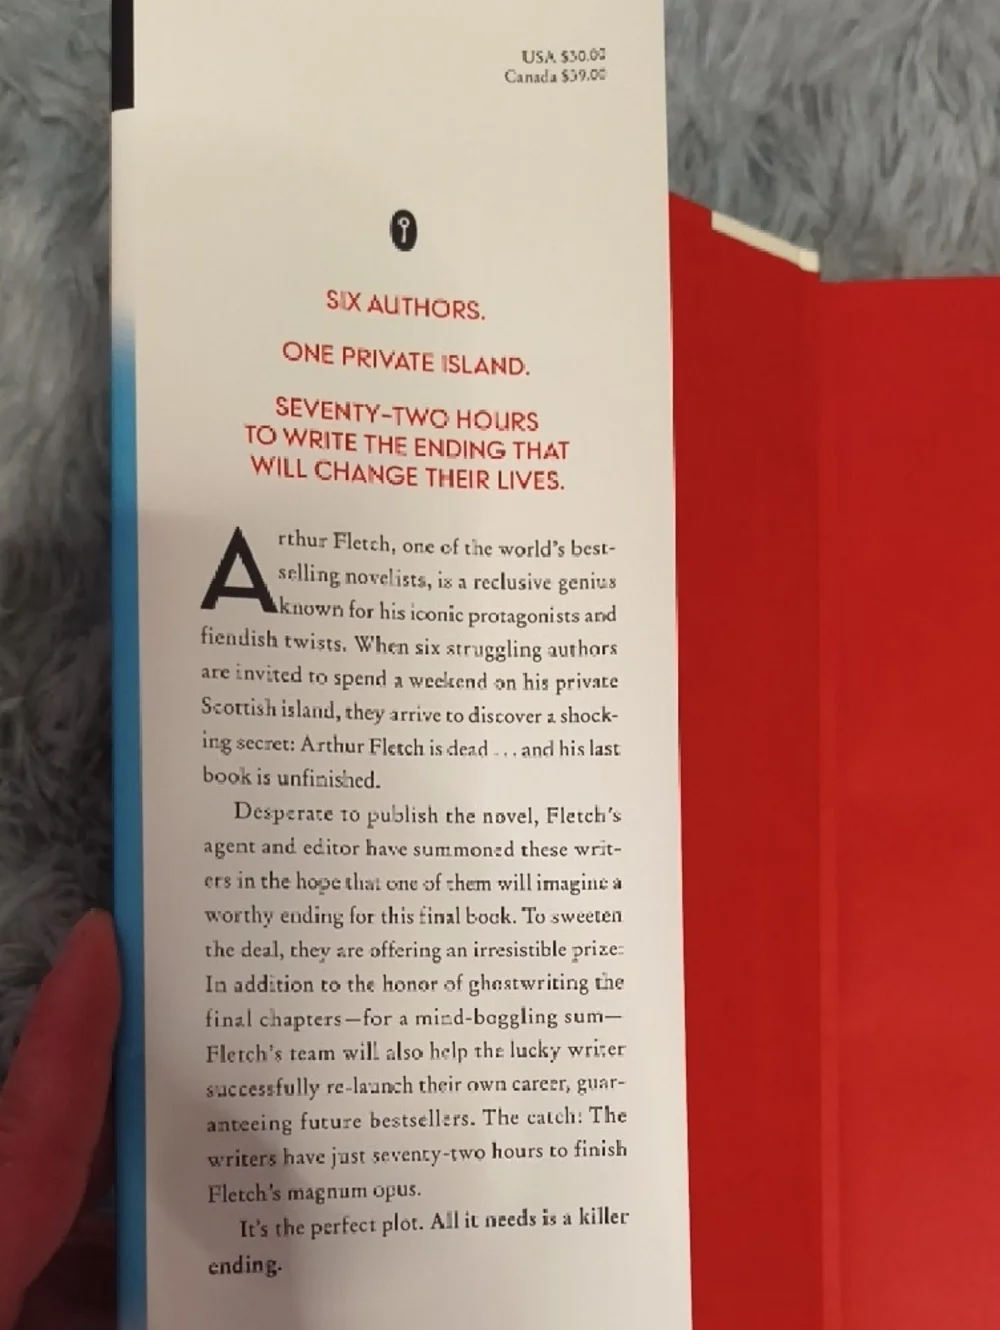 USA $30.00
Canada $39.00
SIX AUTHORS.
ONE PRIVATE ISLAND.
SEVENTY-TWO HOURS
TO WRITE THE ENDING THAT
WILL CHANGE THEIR LIVES.
Arthur Fletch, one of the world's best-
selling novelists, is a reclusive genius
known for his iconic protagonists and
fiendish twists. When six struggling authors
are invited to spend a weekend on his private
Scottish island, they arrive to discover a shock-
ing secret: Arthur Fletch is dead . . . and his last
book is unfinished.
Desperate to publish the novel, Fletch's
agent and editor have summoned these writ-
ers in the hope that one of them will imagine a
worthy ending for this final book. To sweeten
the deal, they are offering an irresistible prize:
In addition to the honor of ghostwriting the
final chapters—for a mind-boggling sum—
Fletch's team will also help the lucky writer
successfully re-launch their own career, guar-
anteeing future bestsellers. The catch: The
writers have just seventy-two hours to finish
Fletch's magnum opus.
It's the perfect plot. All it needs is a killer
ending.